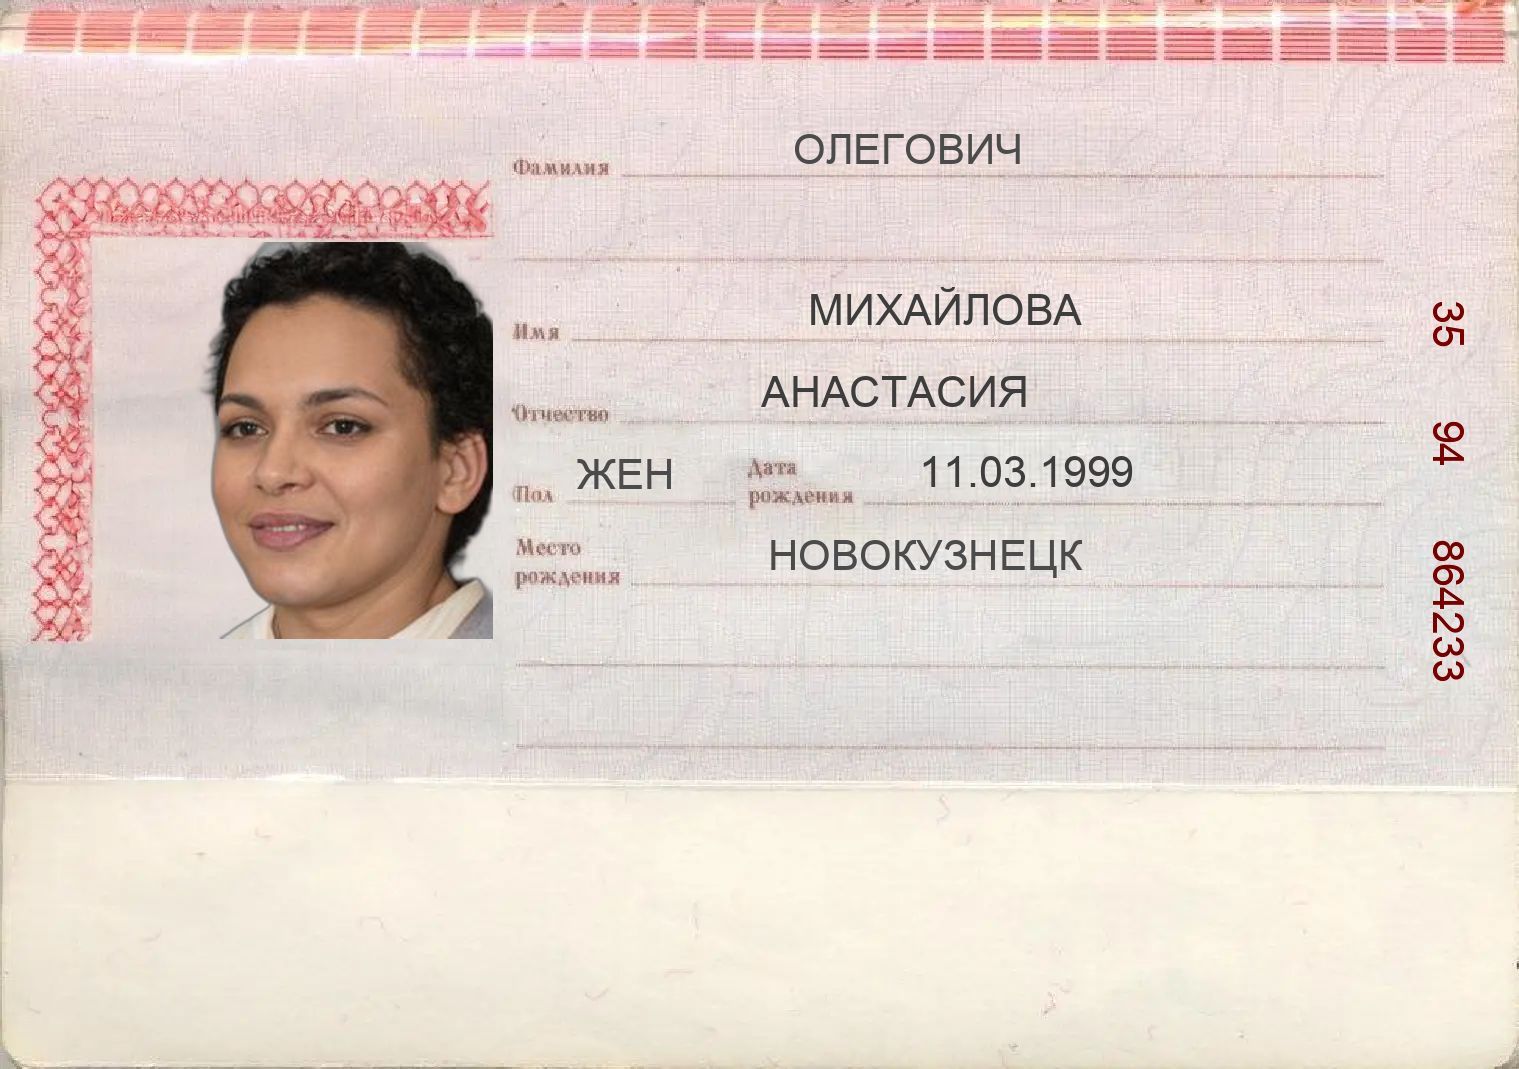 Фамилия ОЛЕГОВИЧ
Имя МИХАЙЛОВА
Отчество АНАСТАСИЯ
Пол ЖЕН Дата рождения 11.03.1999
Место рождения НОВОКУЗНЕЦК
35 94 864233